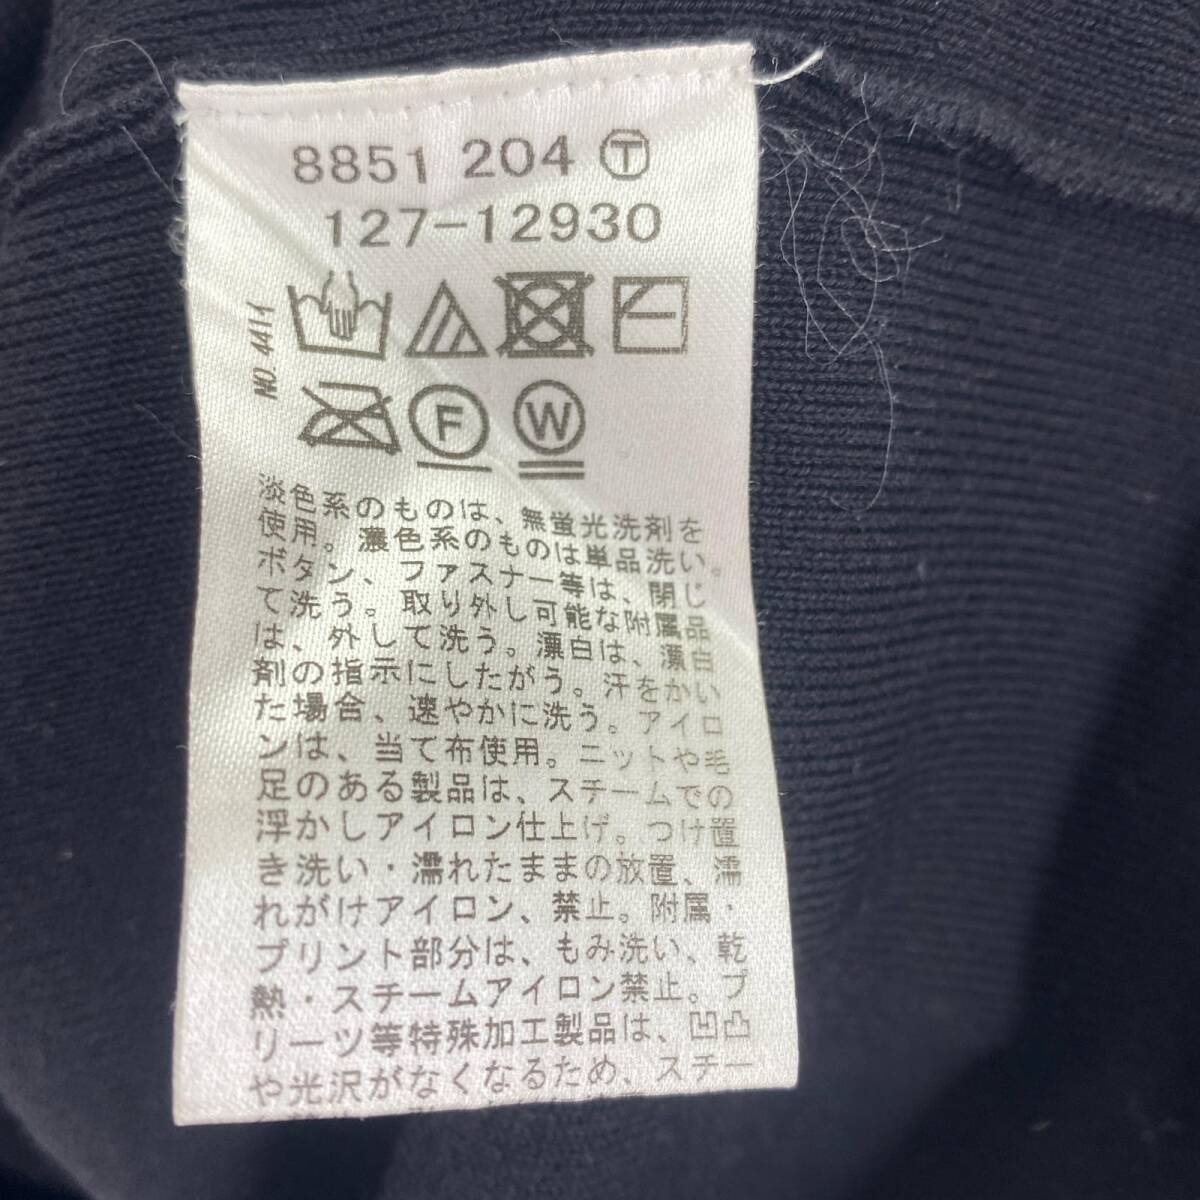 8851 204 Ⓣ
127-12930
NO.4414
F
W
淡色系のものは、無蛍光洗剤を
使用。濃色系のものは単品洗い。
ボタン、ファスナー等は、閉じ
て洗う。取り外し可能な附属品
は、外して洗う。漂白は、漂白
剤の指示にしたがう。汗をかい
た場合、速やかに洗う。アイロ
ンは、当て布使用。ニットや毛
足のある製品は、スチームでの
浮かしアイロン仕上げ。つけ置
き洗い・濡れたままの放置、濡
れがけアイロン、禁止。附属・
プリント部分は、もみ洗い、乾
熱・スチームアイロン禁止。プ
リーツ等特殊加工製品は、凹凸
や光沢がなくなるため、スチー